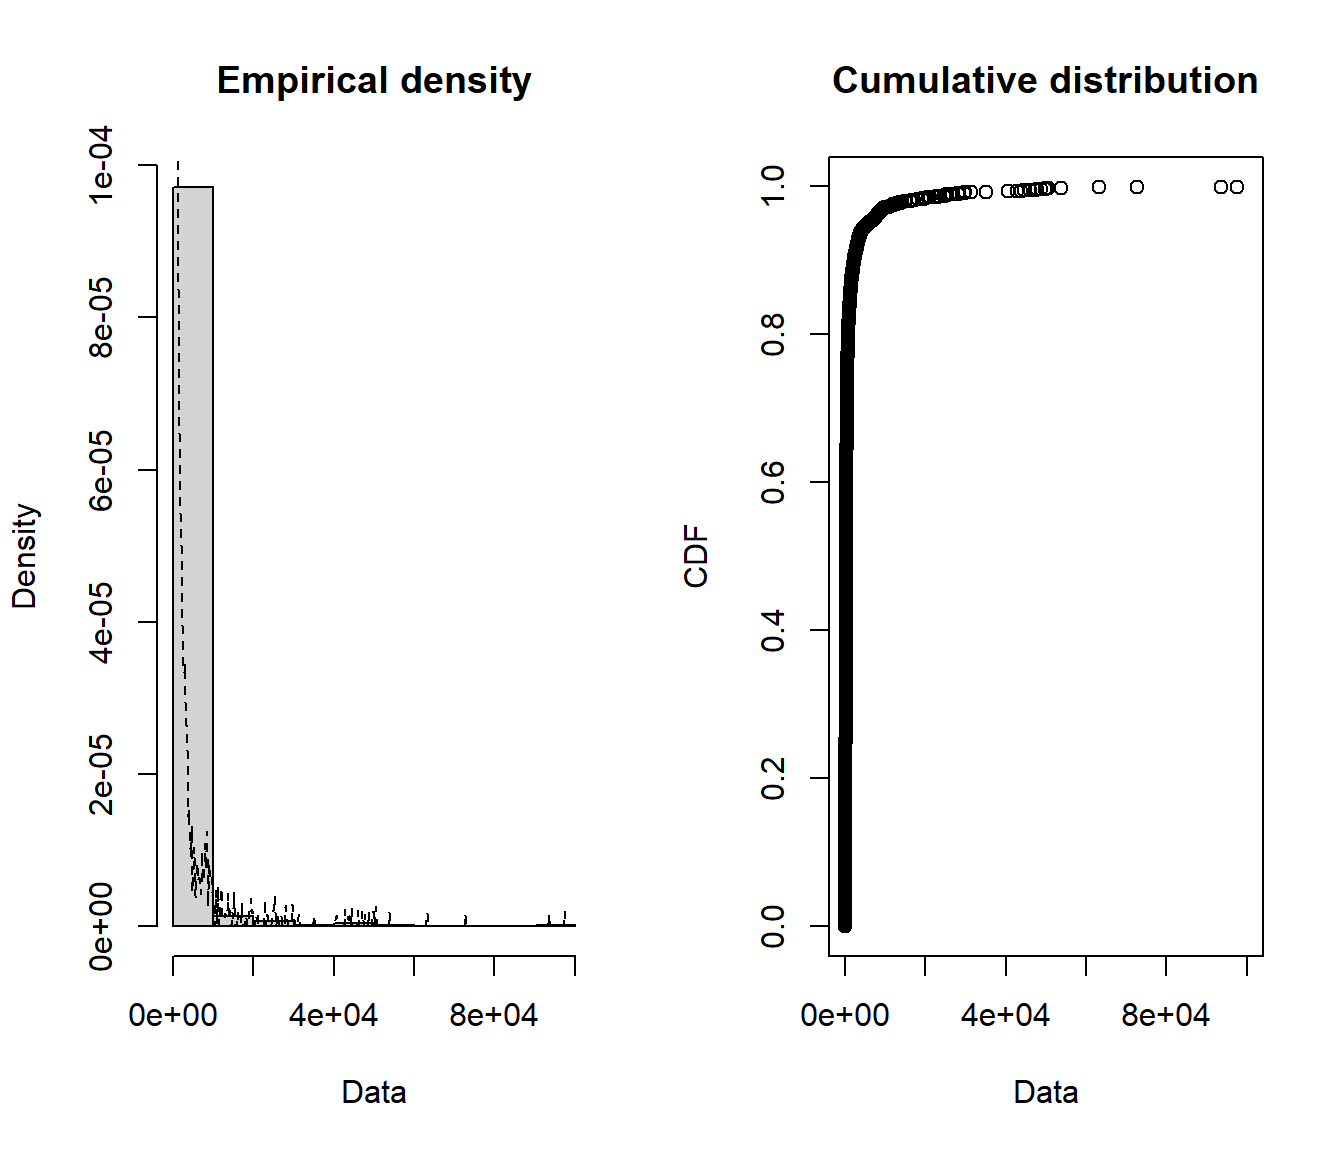 Empirical density
Density
0e+00 2e-05 4e-05 6e-05 8e-05 1e-04
0e+00 4e+04 8e+04
Data
Cumulative distribution
CDF
0.0 0.2 0.4 0.6 0.8 1.0
0e+00 4e+04 8e+04
Data